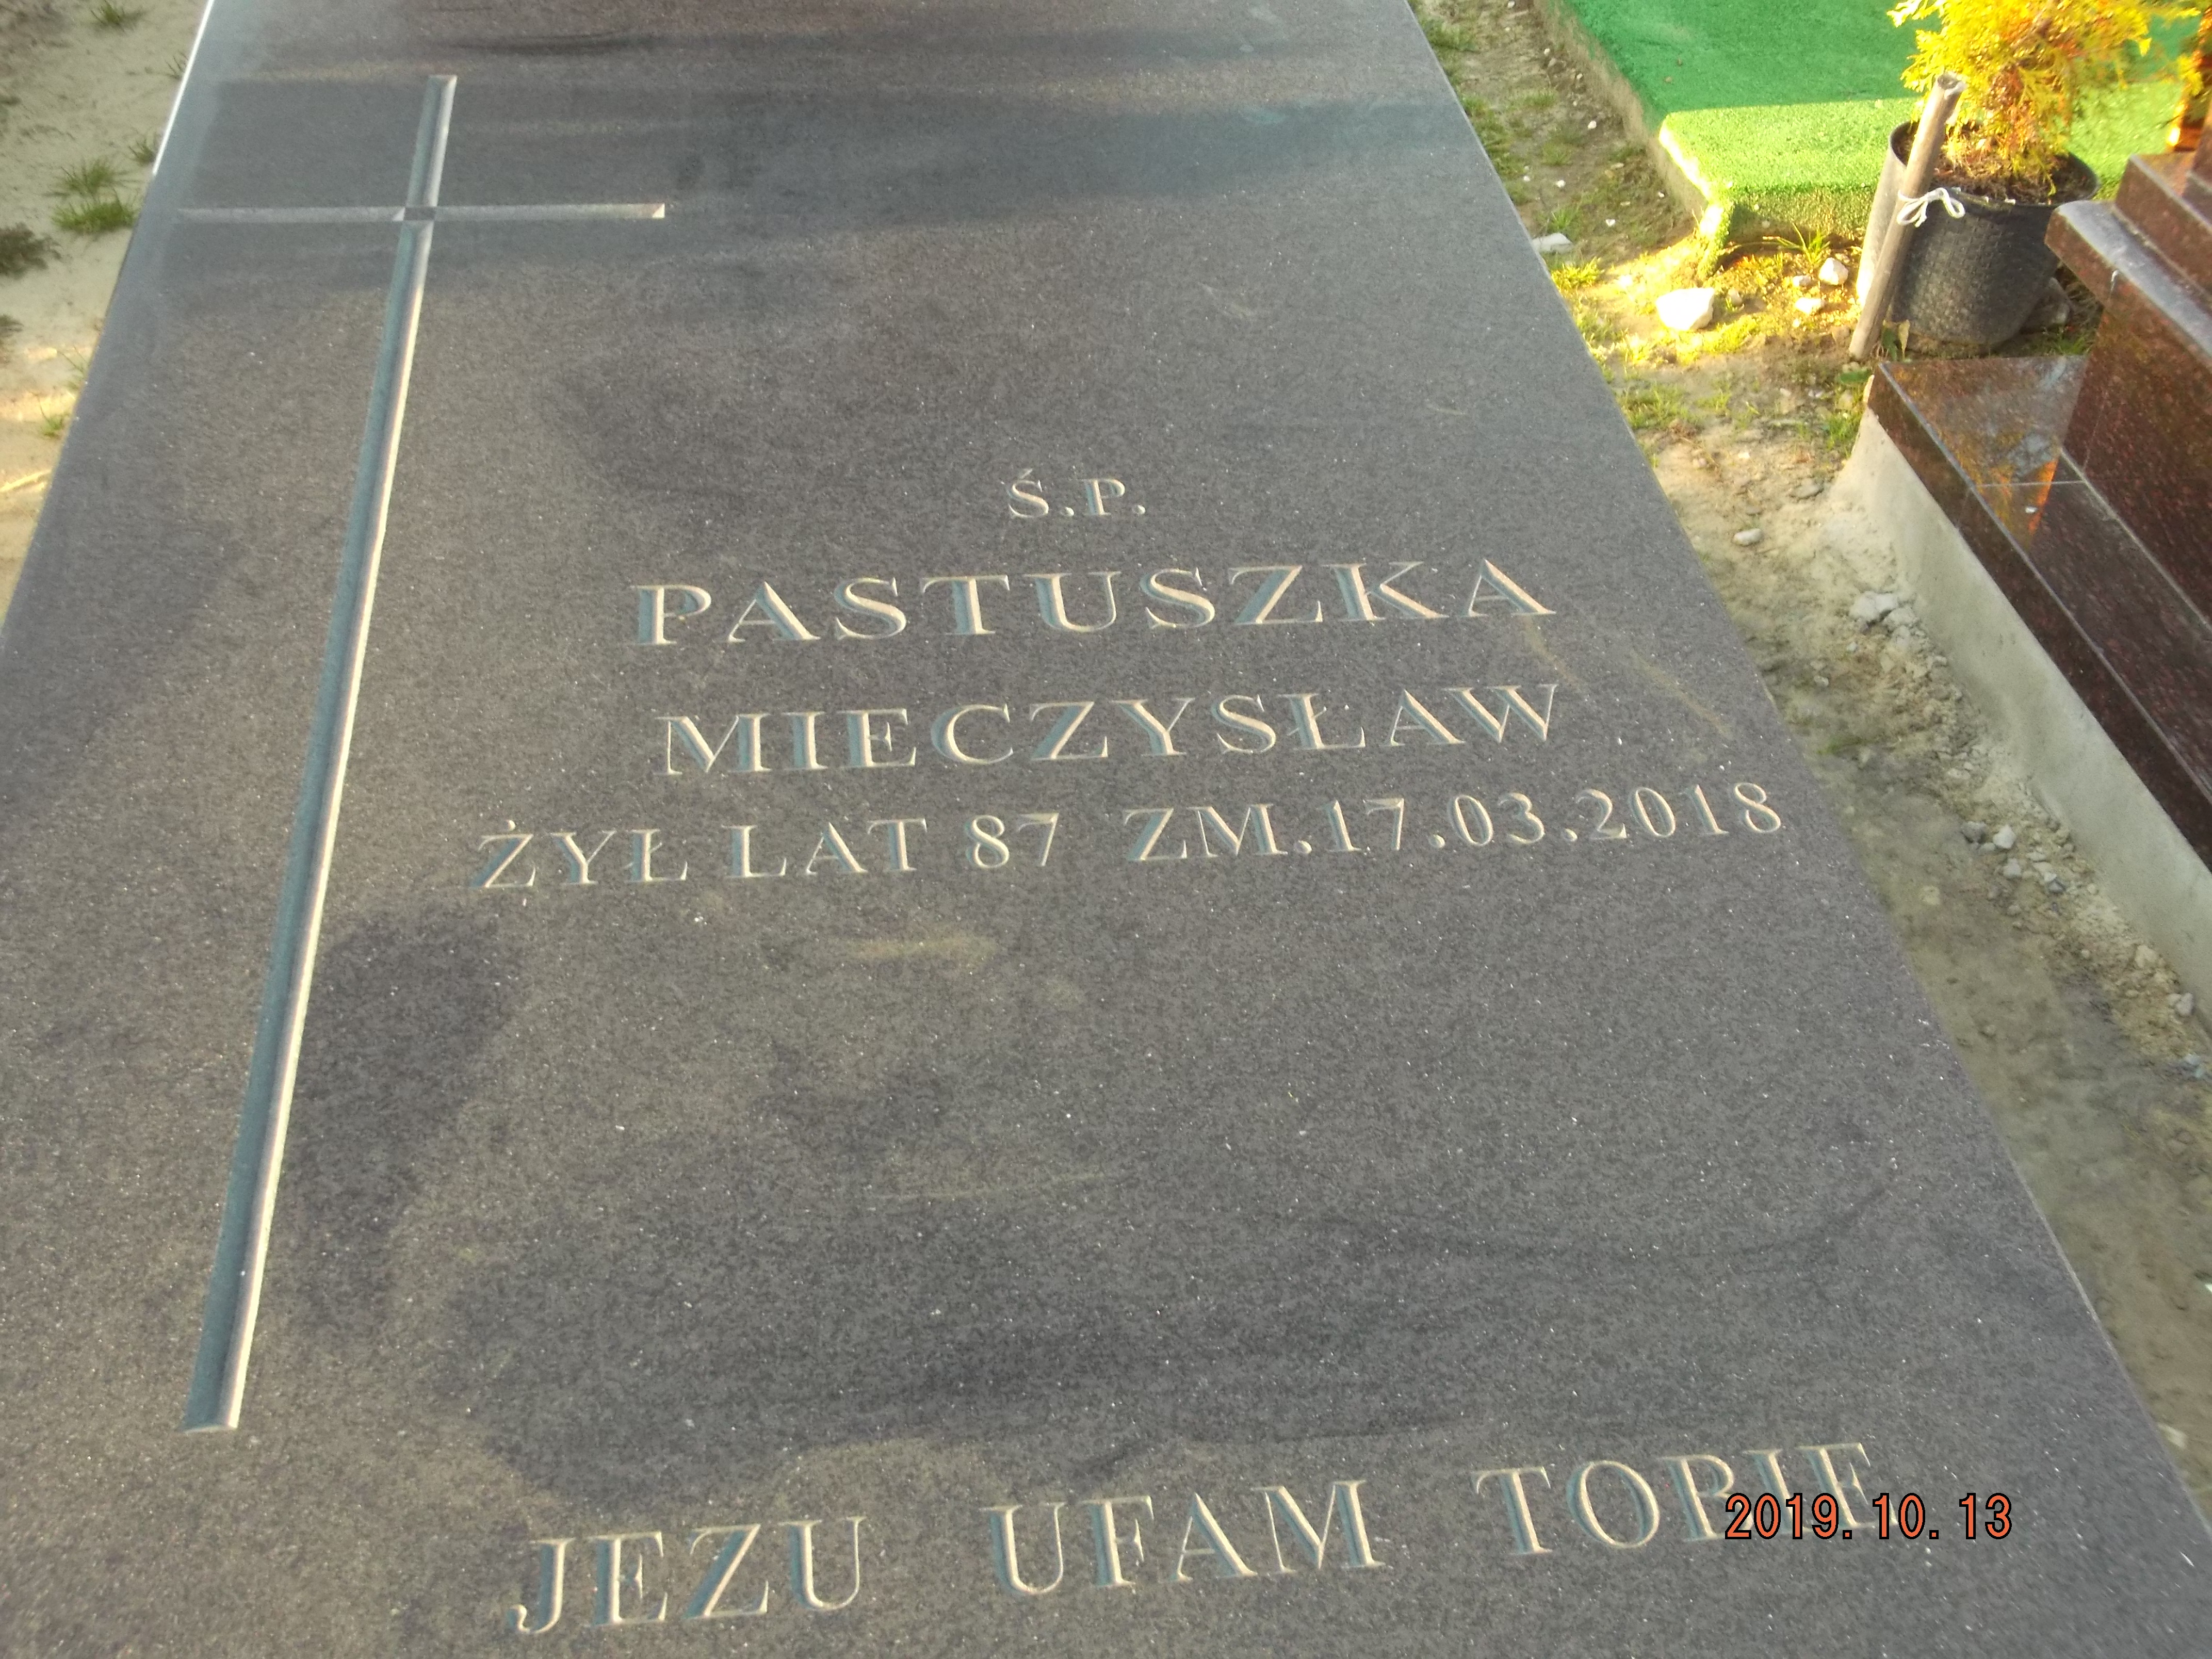 Ś.P.
PASTUSZKA
MIECZYSŁAW
ŻYŁ LAT 87 ZM.17.03.2018
JEZU UFAM TOBIE
2019.10.13